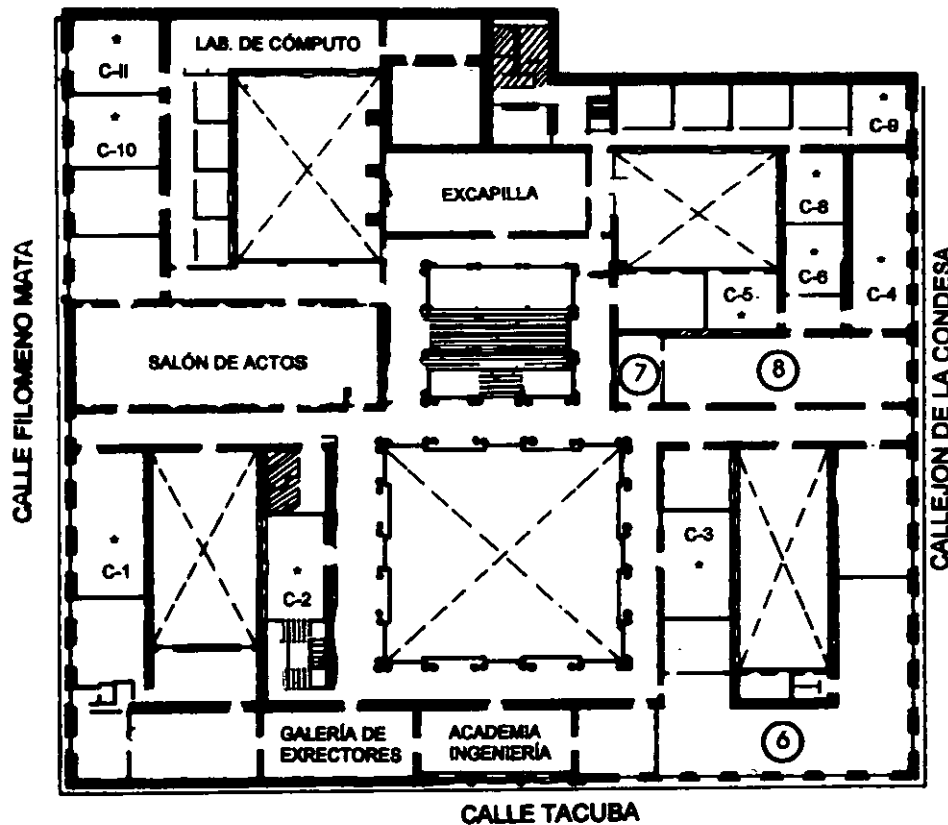 LAB. DE CÓMPUTO
C-11
C-10
C-9
EXCAPILLA
C-8
C-6
C-4
C-5
SALÓN DE ACTOS
7
8
CALLE FILOMENO MATA
CALLEJON DE LA CONDESA
C-1
C-2
C-3
GALERÍA DE
EXRECTORES
ACADEMIA
INGENIERÍA
6
CALLE TACUBA